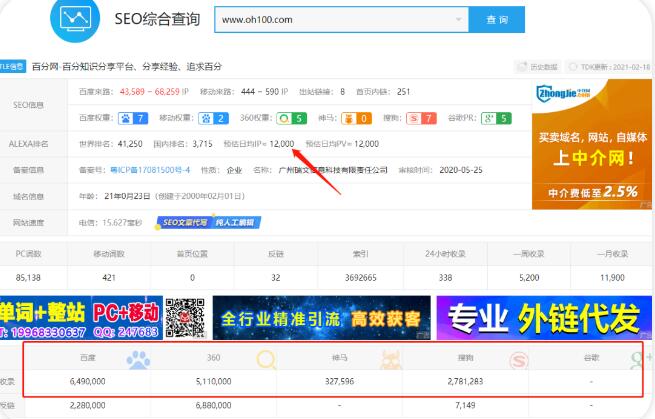 SEO综合查询
www.oh100.com
查 询
TLE信息 百分网-百分知识分享平台、分享经验、追求百分 历史数据 TDK更新:2021-02-18
SEO信息
百度来路: 43,589 ~ 68,259 IP 移动来路: 444 ~ 590 IP 出站链接: 8 首页内链: 251
百度权重: 7 移动权重: 2 360权重: 5 神马: 0 搜狗: 7 谷歌PR: 5
ALEXA排名 世界排名: 41,250 国内排名: 3,715 预估日均IP≈ 12,000 预估日均PV≈ 12,000
备案信息 备案号: 粤ICP备17081500号-4 性质: 企业 名称: 广州瑞文信息科技有限责任公司 审核时间: 2020-05-25
域名信息 年龄: 21年0月23日 (创建于2000年02月01日)
网站速度 电信: 15.627毫秒 SEO文章代写 纯人工编辑
ZhongJie.com
买卖域名,网站,自媒体
上中介网!
中介费低至2.5%
广告
PC词数 移动词数 首页位置 反链 索引 24小时收录 一周收录 一月收录
85,138 421 0 32 3692665 338 5,200 11,900
单词+整站 PC+移动
T: 19968330637 QQ: 247683
全行业精准引流 高效获客
专业 外链代发
百度 360 神马 搜狗 谷歌
收录 6,490,000 5,110,000 327,596 2,781,283 -
反链 2,280,000 6,880,000 - 7,149 -